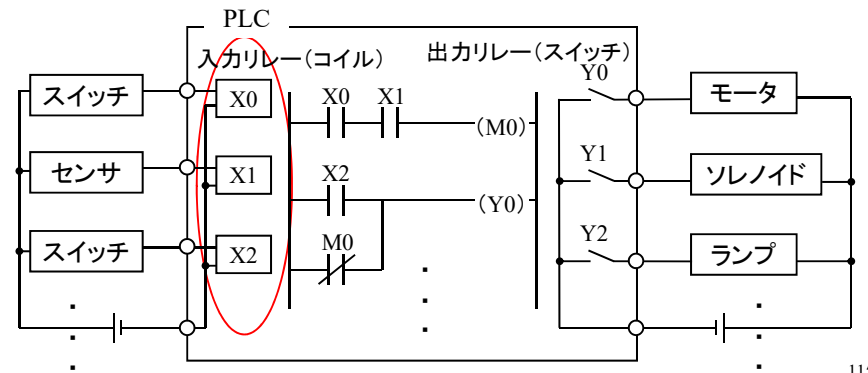 PLC
入力リレー(コイル)
出力リレー(スイッチ)
スイッチ
センサ
スイッチ
X0
X1
X2
X0 X1
(M0)
X2
(Y0)
M0
Y0
Y1
Y2
モータ
ソレノイド
ランプ